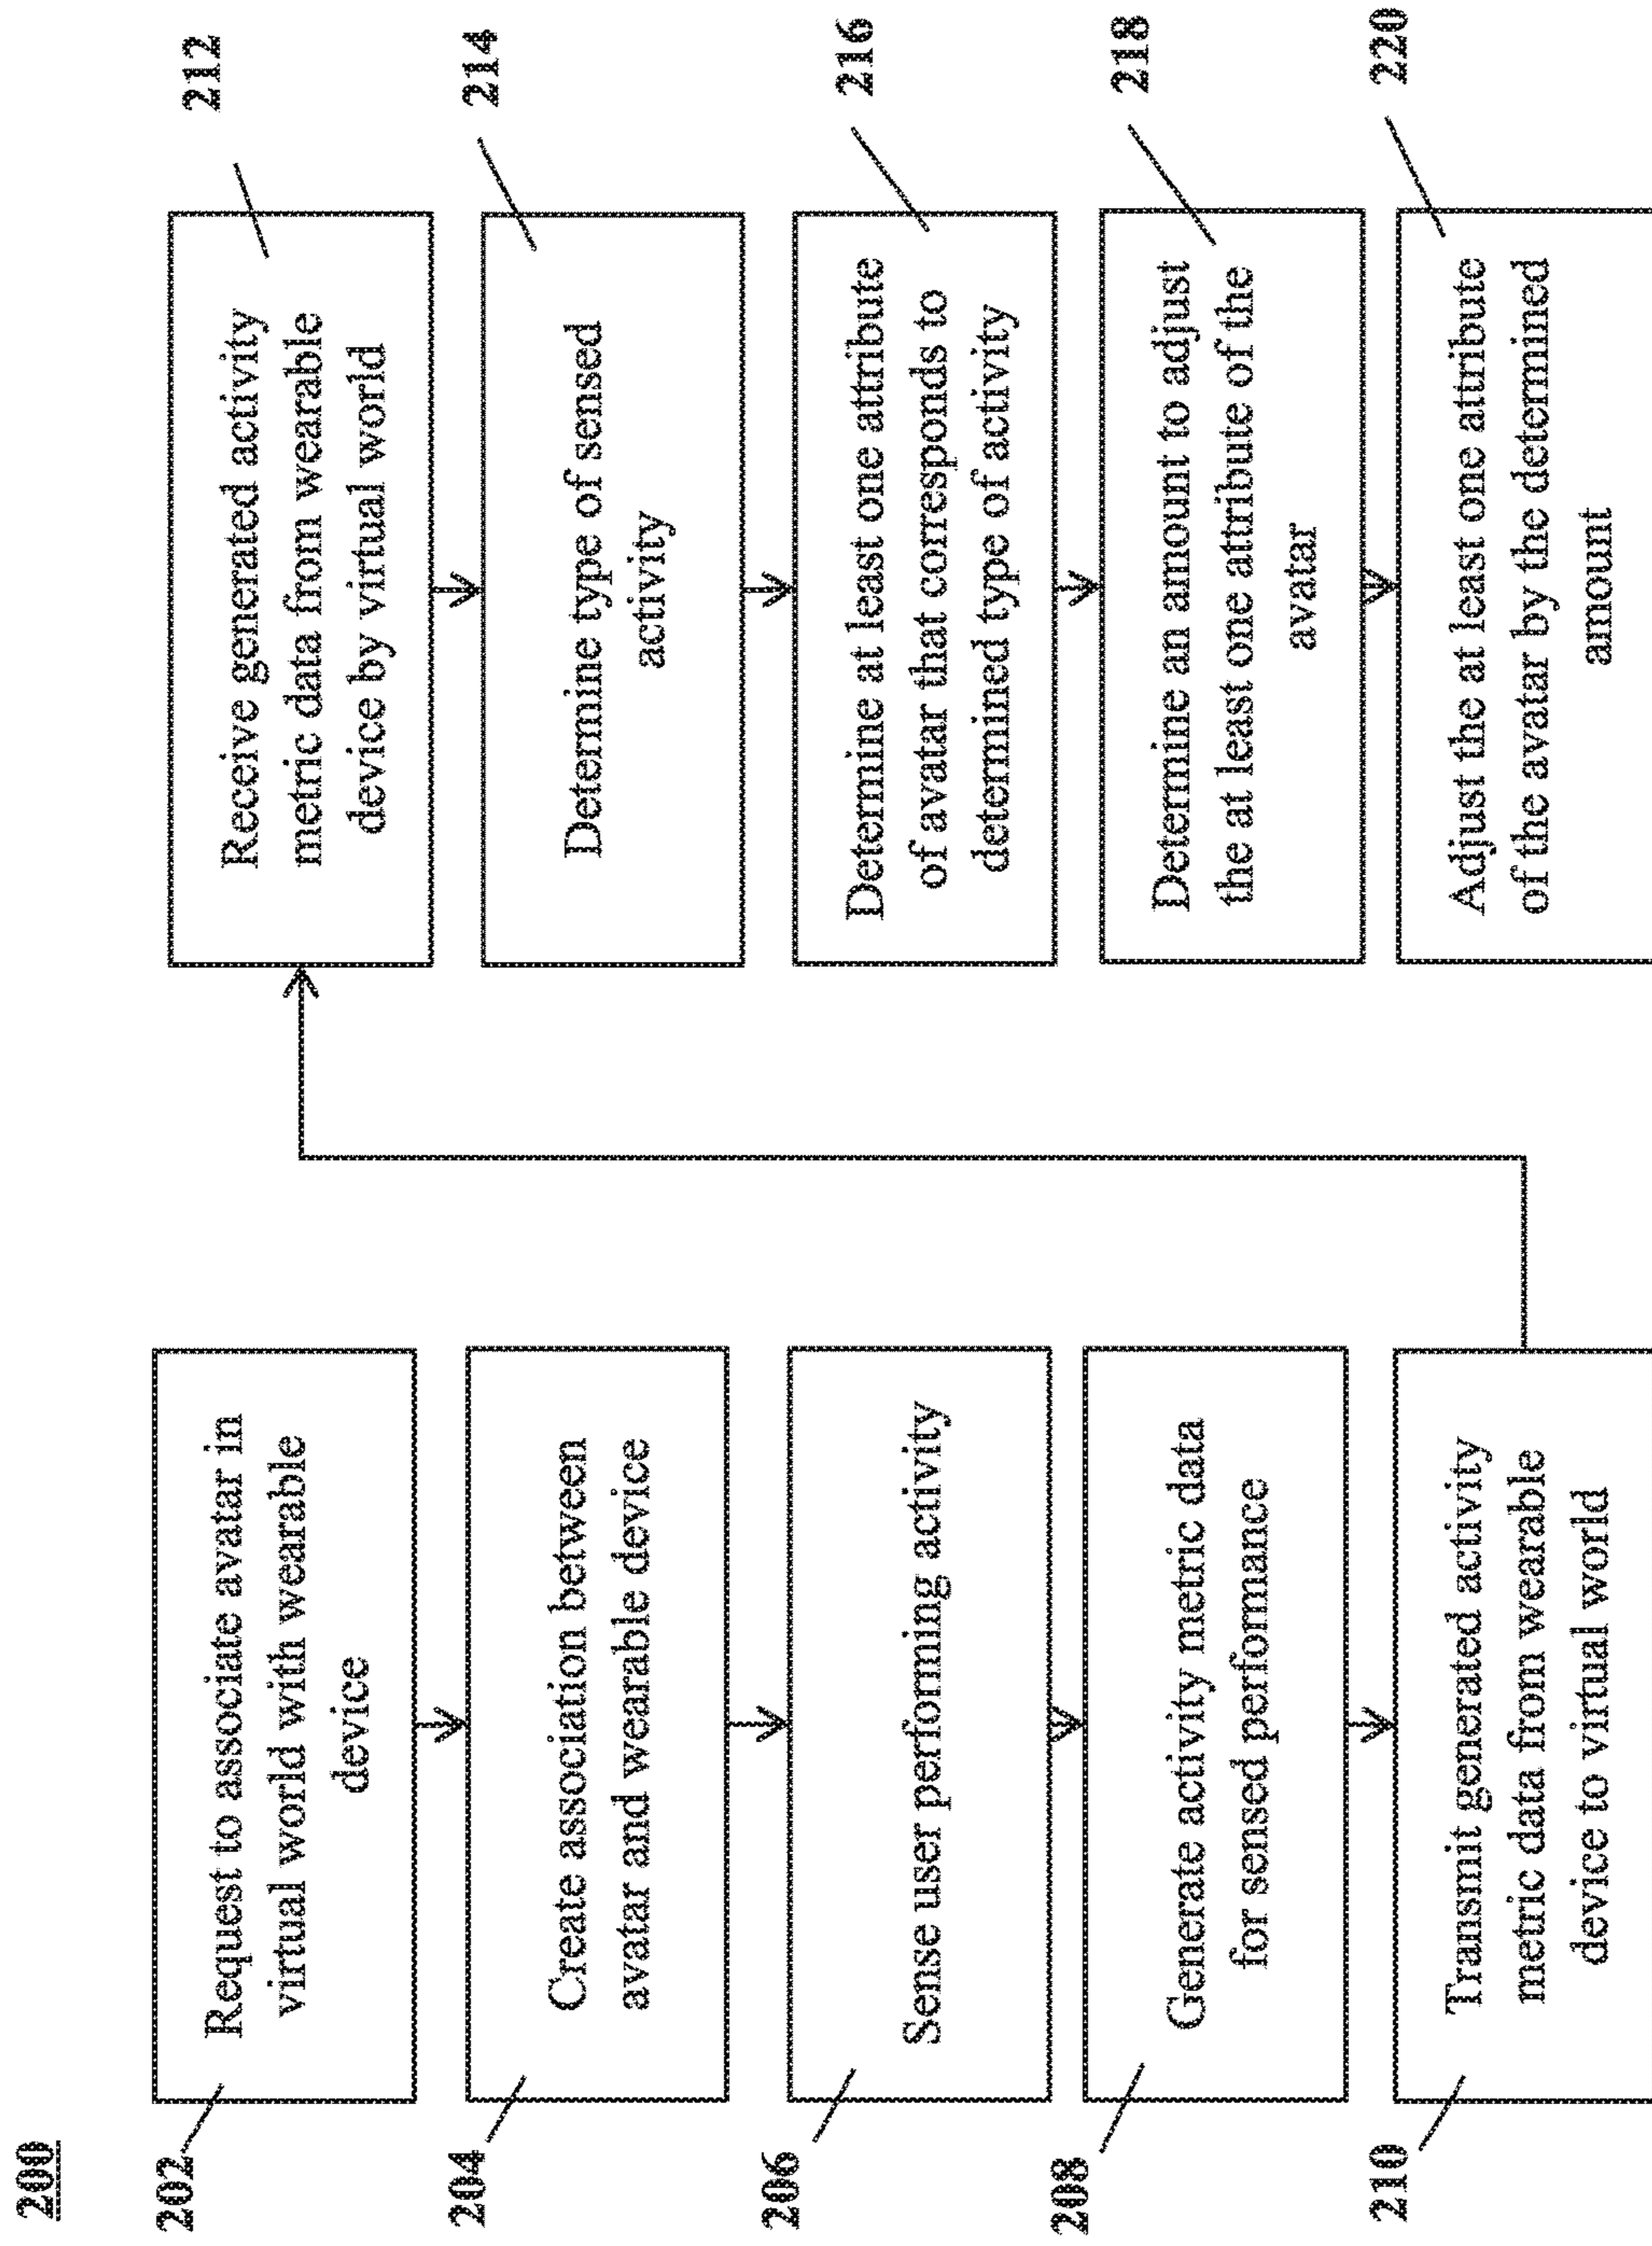 200
202
Request to associate avatar in
virtual world with wearable
device
204
Create association between
avatar and wearable device
206
Sense user performing activity
208
Generate activity metric data
for sensed performance
210
Transmit generated activity
metric data from wearable
device to virtual world
212
Receive generated activity
metric data from wearable
device by virtual world
214
Determine type of sensed
activity
216
Determine at least one attribute
of avatar that corresponds to
determined type of activity
218
Determine an amount to adjust
the at least one attribute of the
avatar
220
Adjust the at least one attribute
of the avatar by the determined
amount